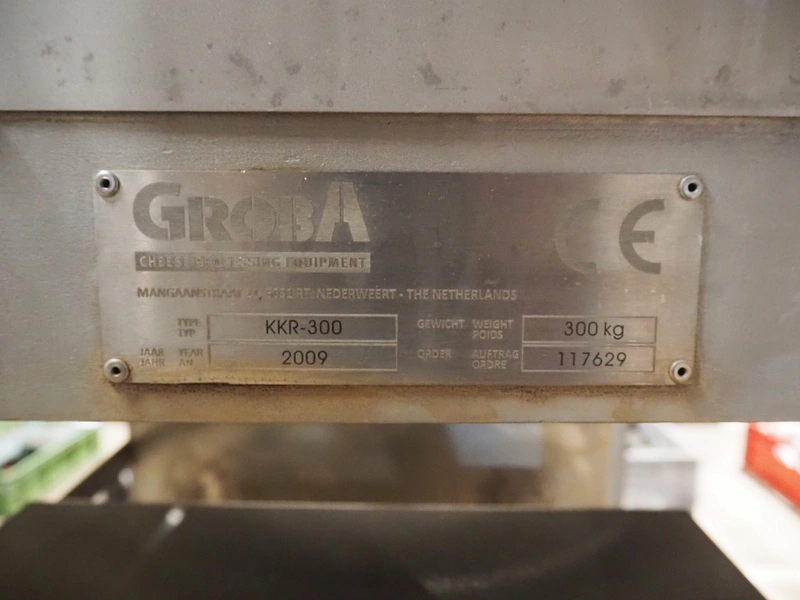 GROBA
CHEESE PROCESSING EQUIPMENT
MANGAANSTRAAT NEDERWEERT - THE NETHERLANDS
TYPE TYP KKR-300 GEWICHT WEIGHT POIDS 300 kg
JAAR YEAR JAHR AN 2009 ORDER AUFTRAG ORDRE 117629
CE